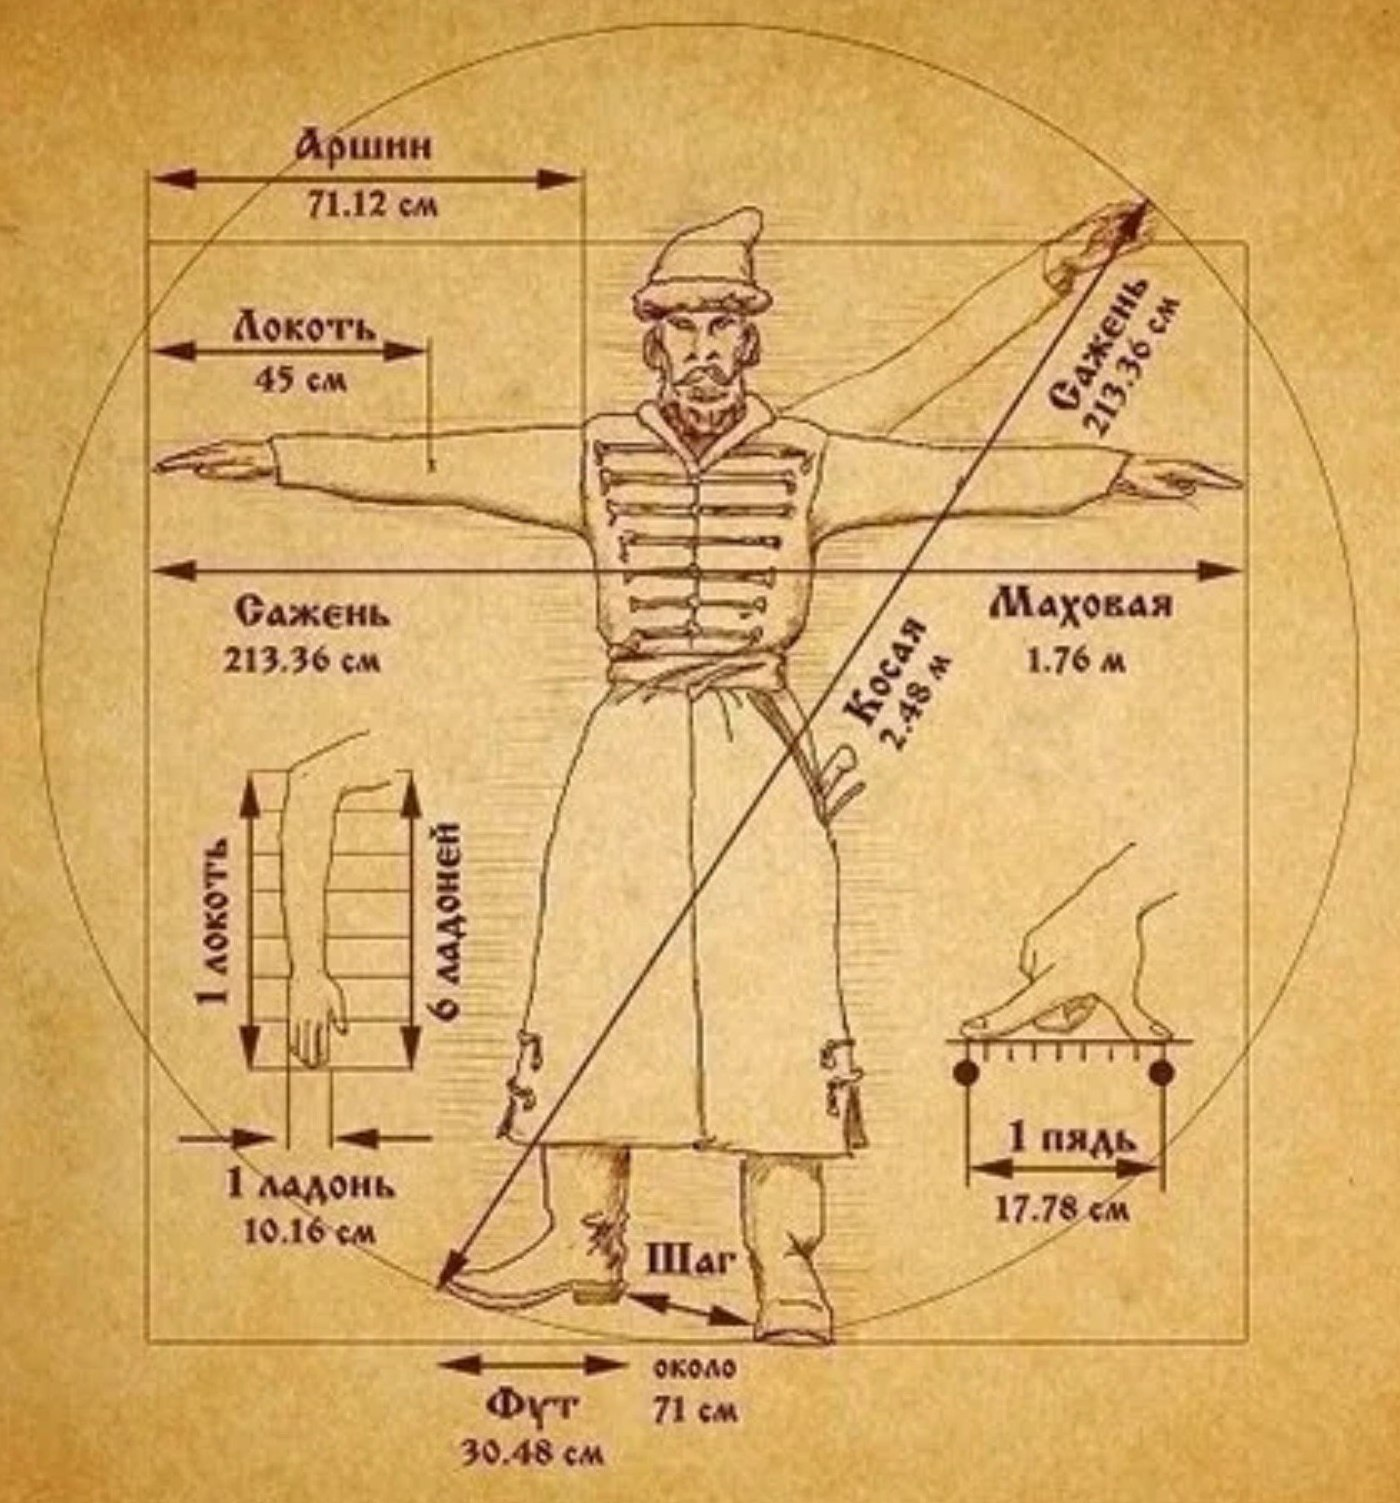 Аршин
71.12 см
Локоть
45 см
Сажень
213.36 см
Сажень
213.36 см
Маховая
1.76 м
Косая
2.48 м
1 локоть
6 ладоней
1 ладонь
10.16 см
1 пядь
17.78 см
Шаг
около
71 см
Фут
30.48 см